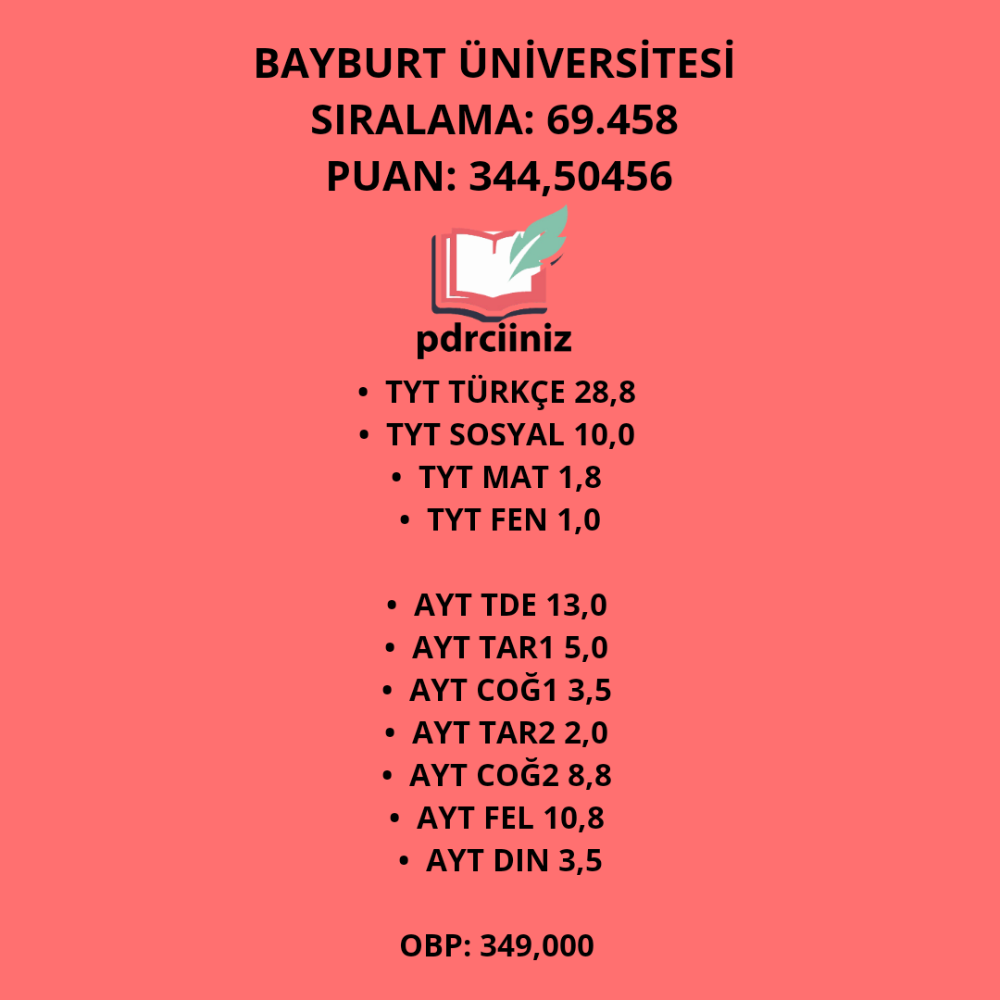 BAYBURT ÜNİVERSİTESİ
SIRALAMA: 69.458
PUAN: 344,50456
pdrciiniz
• TYT TÜRKÇE 28,8
• TYT SOSYAL 10,0
• TYT MAT 1,8
• TYT FEN 1,0
• AYT TDE 13,0
• AYT TAR1 5,0
• AYT COĞ1 3,5
• AYT TAR2 2,0
• AYT COĞ2 8,8
• AYT FEL 10,8
• AYT DIN 3,5
OBP: 349,000